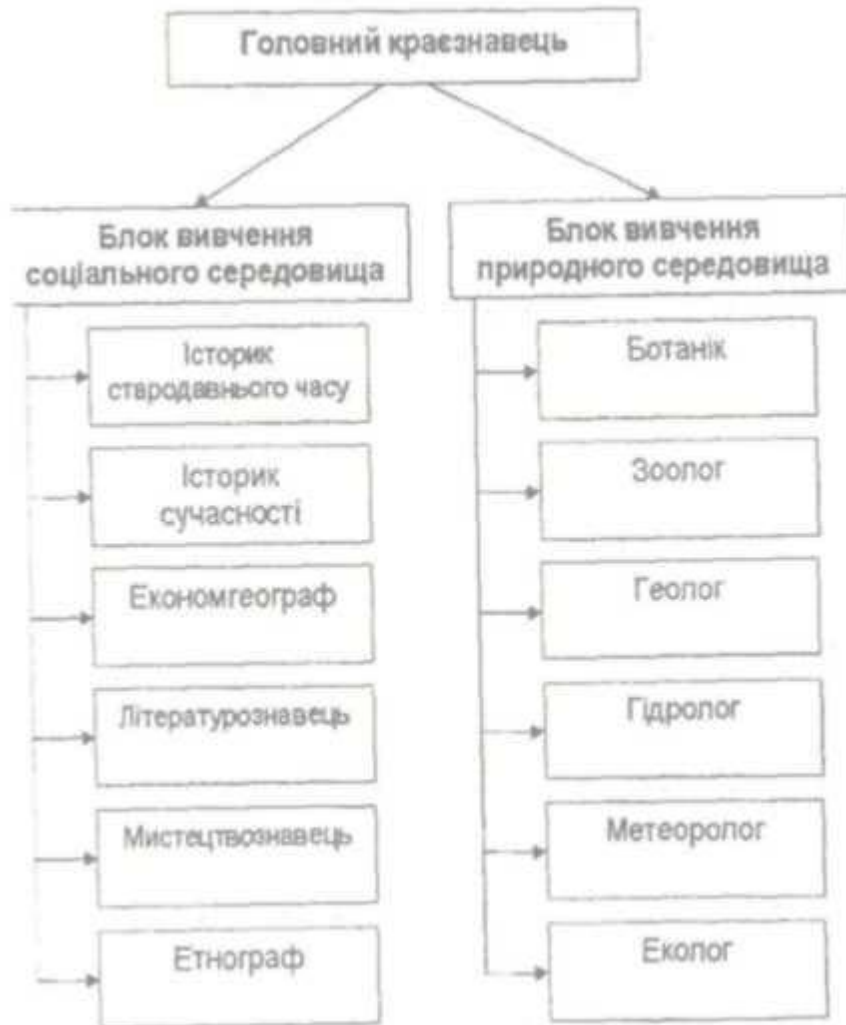 Головний краєзнавець
Блок вивчення
соціального середовища
Історик
стародавнього часу
Історик
сучасності
Економгеограф
Літературознавець
Мистецтвознавець
Етнограф
Блок вивчення
природного середовища
Ботанік
Зоолог
Геолог
Гідролог
Метеоролог
Еколог